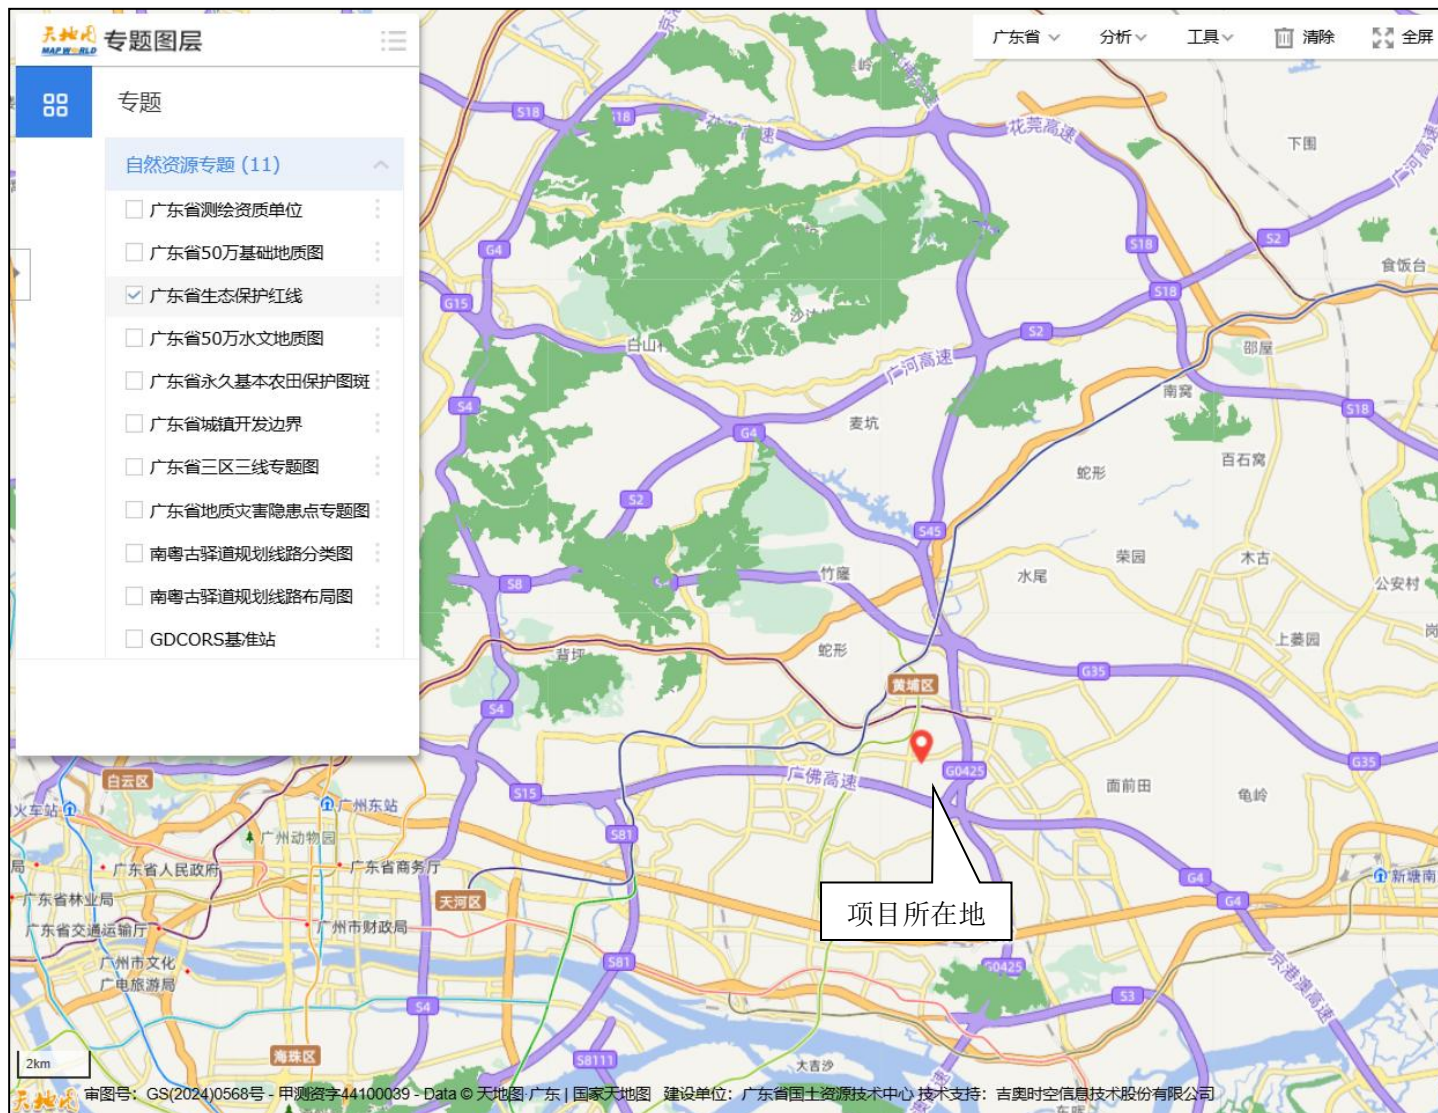 天地图
MAP WORLD
专题图层
广东省
分析
工具
清除
全屏
专题
自然资源专题 (11)
广东省测绘资质单位
广东省50万基础地质图
广东省生态保护红线
广东省50万水文地质图
广东省永久基本农田保护图斑
广东省城镇开发边界
广东省三区三线专题图
广东省地质灾害隐患点专题图
南粤古驿道规划线路分类图
南粤古驿道规划线路布局图
GDCORS基准站
S18
S18
花莞高速
下围
广河高速
G4
S18
S2
食饭台
G15
S18
S2
白山
广河高速
邵屋
南窝
S4
S18
麦坑
G4
百石窝
蛇形
S2
S45
荣园
木古
竹窿
水尾
公安村
S8
上蒌园
蛇形
背坪
G35
黄埔区
S4
G0425
G35
广佛高速
面前田
龟岭
白云区
S15
火车站
广州东站
S81
广州动物园
广东省人民政府
广东省商务厅
G4
新塘南
广东省林业局
天河区
G4
项目所在地
广东省交通运输厅
广州市财政局
广州市文化
广电旅游局
S81
G0425
京港澳高速
S4
S3
海珠区
S8111
大吉沙
2km
天地图
审图号：GS(2024)0568号 - 甲测资字44100039 - Data © 天地图·广东 | 国家天地图 建设单位：广东省国土资源技术中心 技术支持：吉奥时空信息技术股份有限公司